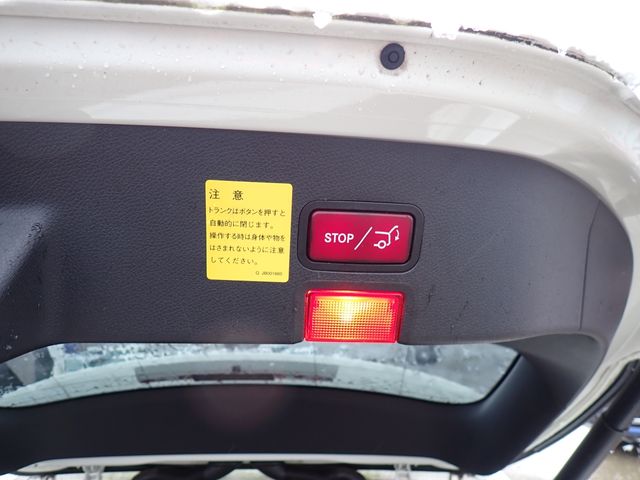 注 意
トランクはボタンを押すと
自動的に閉じます。
操作する時は身体や物を
はさまれないように注意
してください。
STOP/